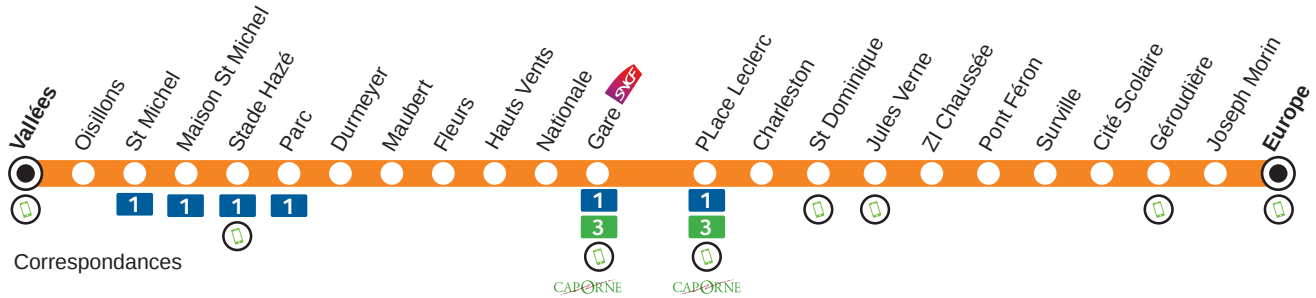 Vallées
Oisillons
St Michel
Maison St Michel
Stade Hazé
Parc
Durmeyer
Maubert
Fleurs
Hauts Vents
Nationale
Gare
SNCF
PLace Leclerc
Charleston
St Dominique
Jules Verne
ZI Chaussée
Pont Féron
Surville
Cité Scolaire
Géroudière
Joseph Morin
Europe
1
1
1
1
1
1
3
3
Correspondances
CAPORNE
CAPORNE